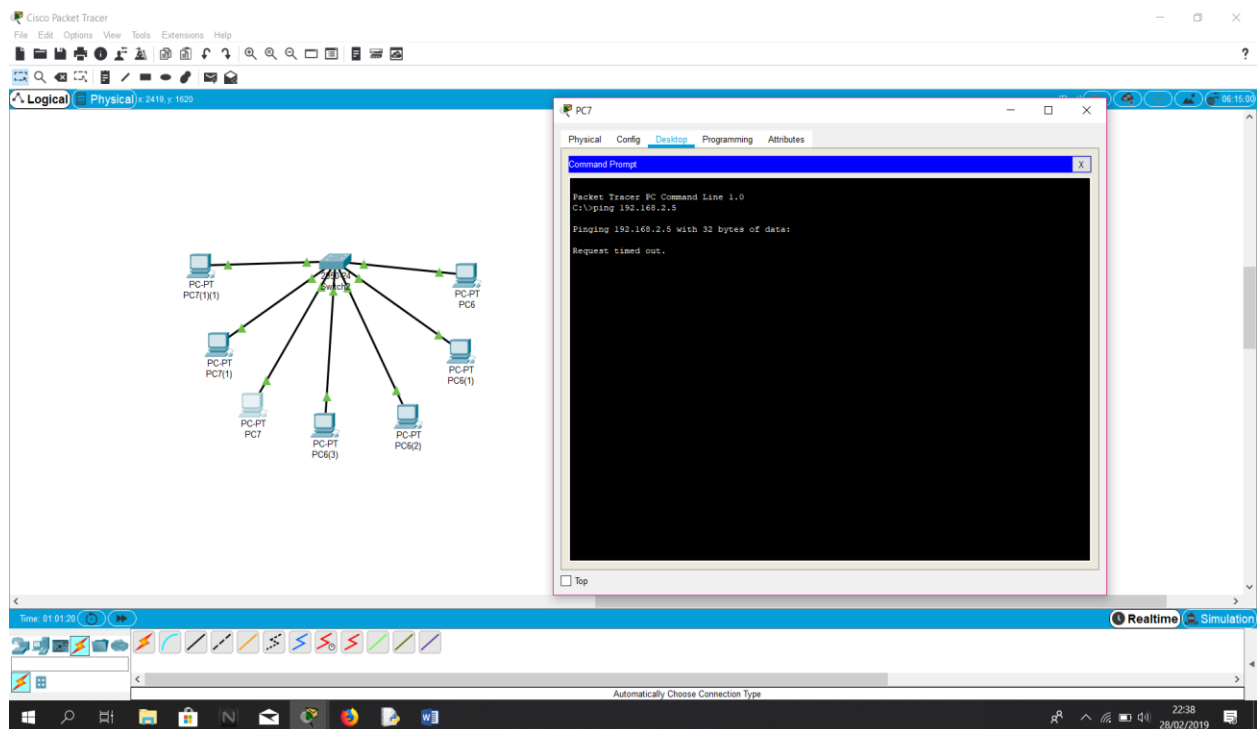 Cisco Packet Tracer
File Edit Options View Tools Extensions Help
?
Logical Physical x: 2419, y: 1620
06:15:00
PC7
Physical Config Desktop Programming Attributes
Command Prompt
X
Packet Tracer PC Command Line 1.0
C:\>ping 192.168.2.5
Pinging 192.168.2.5 with 32 bytes of data:
Request timed out.
Top
Switch2
PC-PT
PC7(1)(1)
PC-PT
PC6
PC-PT
PC7(1)
PC-PT
PC6(1)
PC-PT
PC7
PC-PT
PC6(3)
PC-PT
PC6(2)
Time: 01:01:20
Realtime Simulation
Automatically Choose Connection Type
22:38
28/02/2019